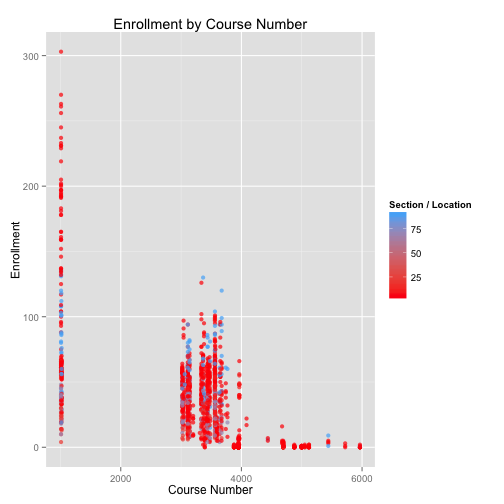 Enrollment by Course Number
300
200
100
0
Enrollment
2000
4000
6000
Course Number
Section / Location
75
50
25